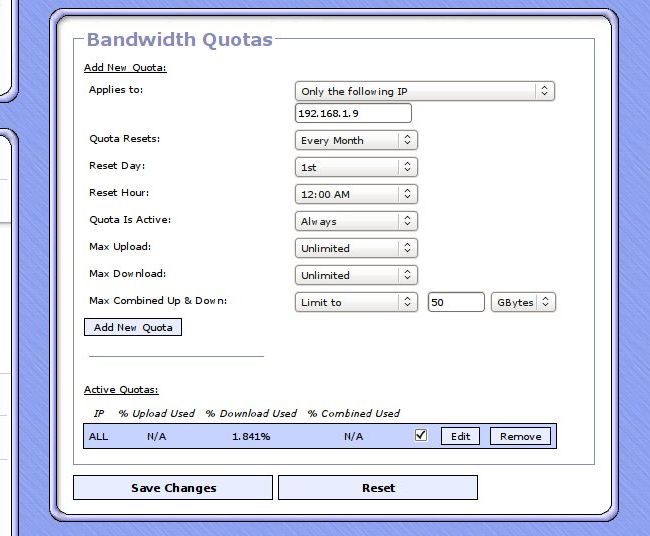 Bandwidth Quotas
Add New Quota:
Applies to: Only the following IP
192.168.1.9
Quota Resets: Every Month
Reset Day: 1st
Reset Hour: 12:00 AM
Quota Is Active: Always
Max Upload: Unlimited
Max Download: Unlimited
Max Combined Up & Down: Limit to 50 GBytes
Add New Quota
Active Quotas:
IP % Upload Used % Download Used % Combined Used
ALL N/A 1.841% N/A Edit Remove
Save Changes Reset